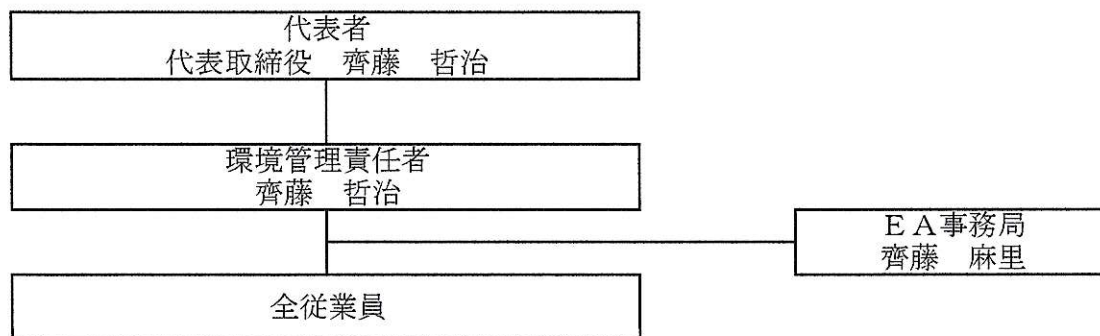 代表者
代表取締役　齊藤　哲治
環境管理責任者
齊藤　哲治
ＥＡ事務局
齊藤　麻里
全従業員